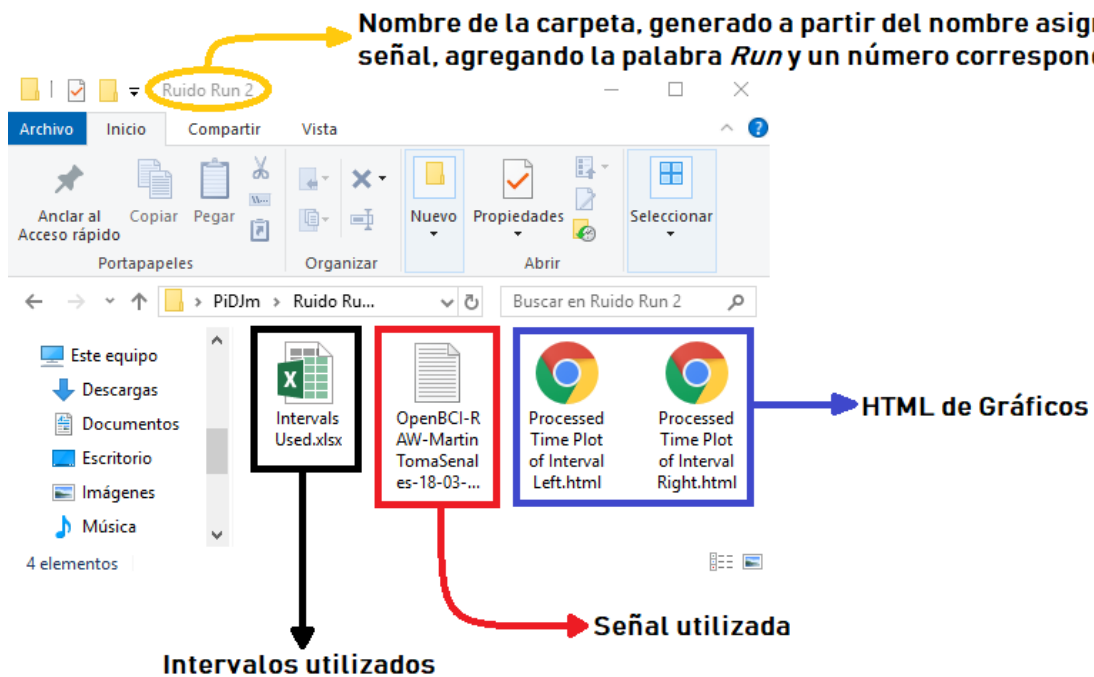 Nombre de la carpeta, generado a partir del nombre
señal, agregando la palabra Run y un número
Ruido Run 2
Archivo Inicio Compartir Vista
Anclar al
Acceso rápido
Copiar
Pegar
Nuevo
Propiedades
Seleccionar
Portapapeles Organizar Abrir
PiDJm > Ruido Ru...
Buscar en Ruido Run 2
Este equipo
Descargas
Documentos
Escritorio
Imágenes
Música
Intervals
Used.xlsx
OpenBCI-R
AW-Martin
TomaSenal
es-18-03-...
Processed
Time Plot
of Interval
Left.html
Processed
Time Plot
of Interval
Right.html
HTML de Gráficos
4 elementos
Señal utilizada
Intervalos utilizados